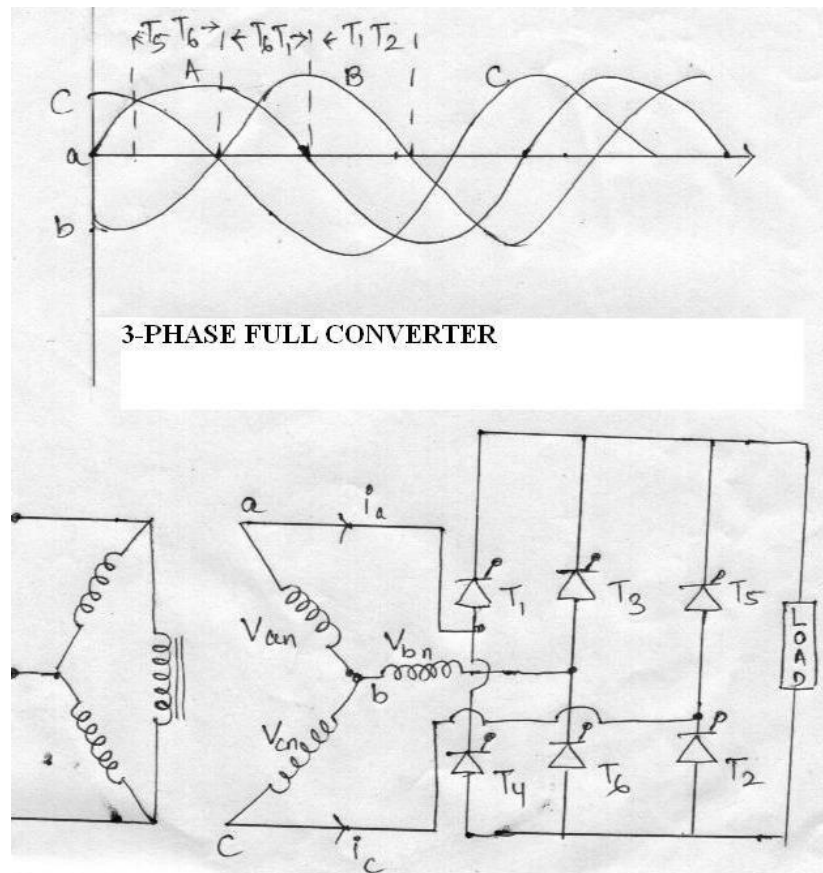 T5 T6 T6 T1 T1 T2
A B C
C
a
b
3-PHASE FULL CONVERTER
a
ia
T1 T3 T5
Van
Vbn
b
Vcn
T4 T6 T2
C
ic
LOAD